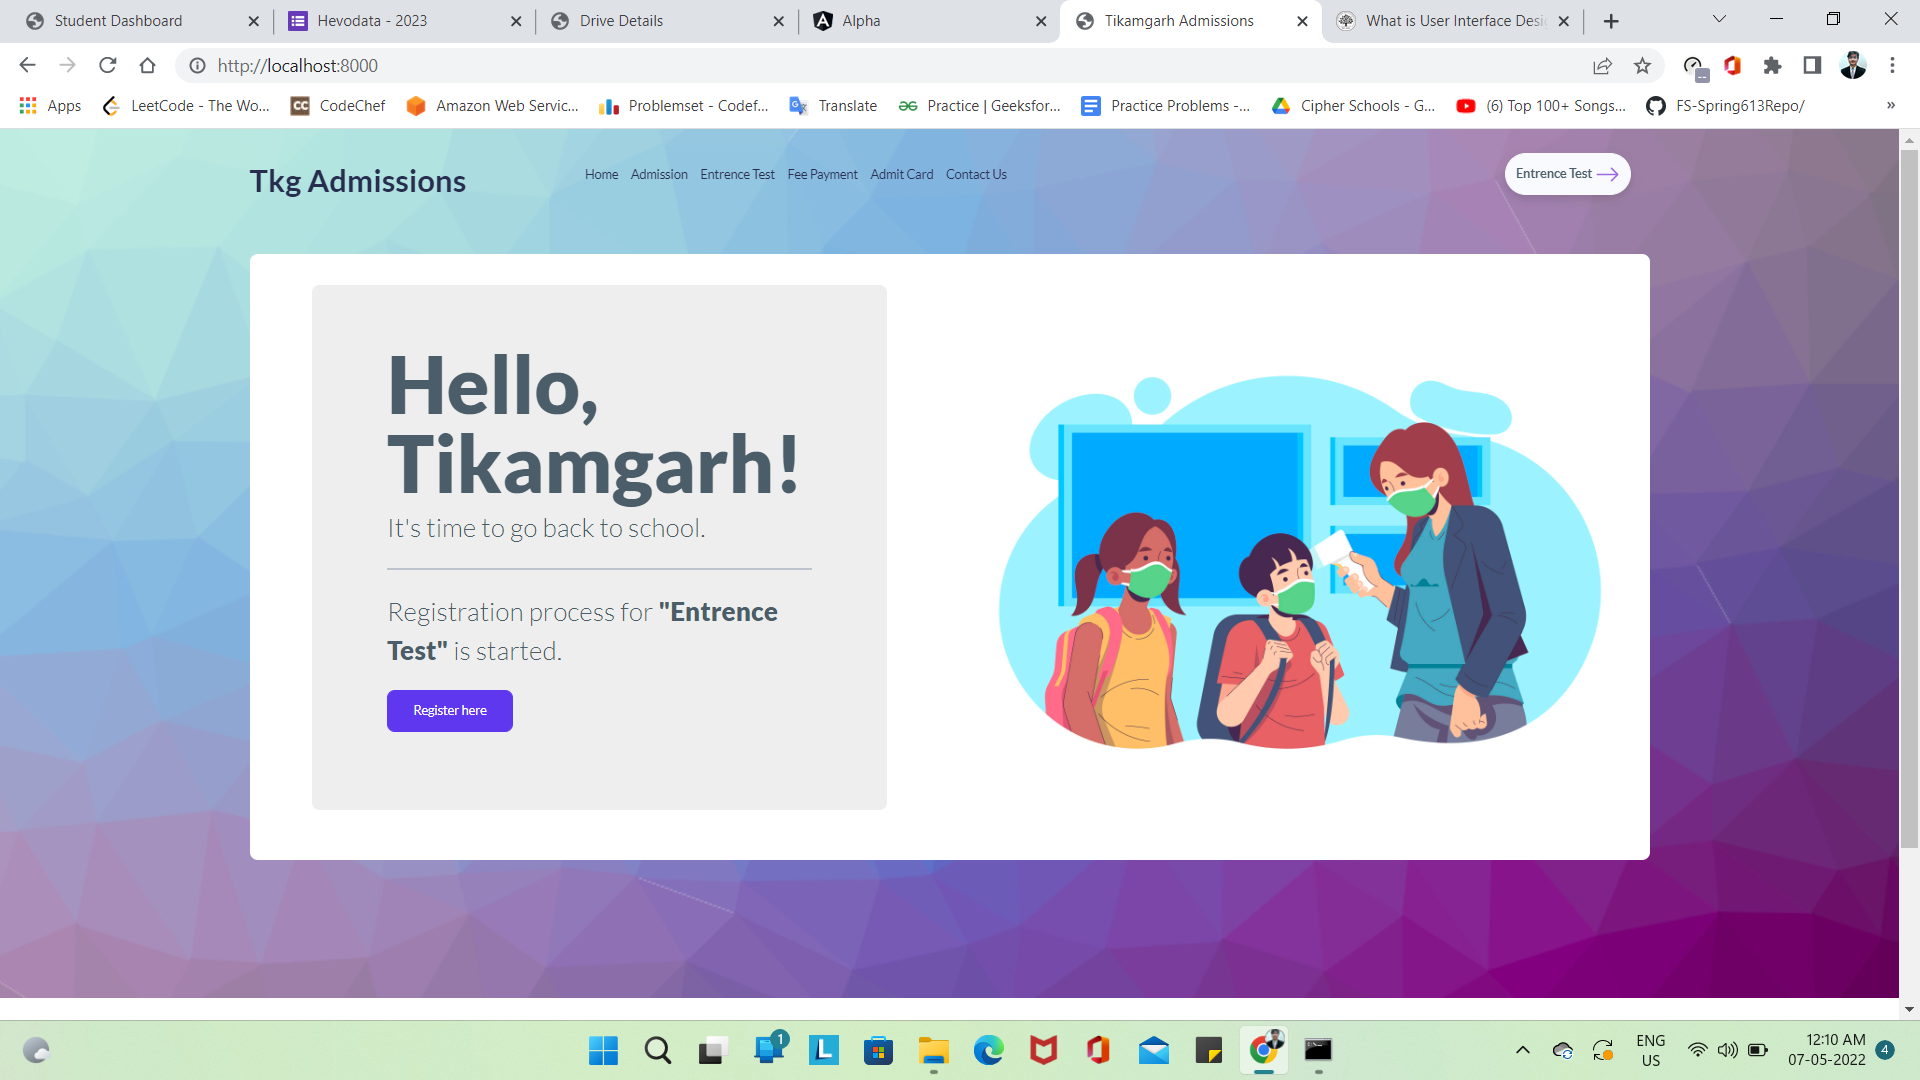 Student Dashboard
Hevodata - 2023
Drive Details
Alpha
Tikamgarh Admissions
What is User Interface Desi
http://localhost:8000
Apps
LeetCode - The Wo...
CodeChef
Amazon Web Servic...
Problemset - Codef...
Translate
Practice | Geeksfor...
Practice Problems -...
Cipher Schools - G...
(6) Top 100+ Songs...
FS-Spring613Repo/
»
Tkg Admissions
Home
Admission
Entrence Test
Fee Payment
Admit Card
Contact Us
Entrence Test
Hello,
Tikamgarh!
It's time to go back to school.
Registration process for "Entrence
Test" is started.
Register here
1
ENG
US
12:10 AM
07-05-2022
4